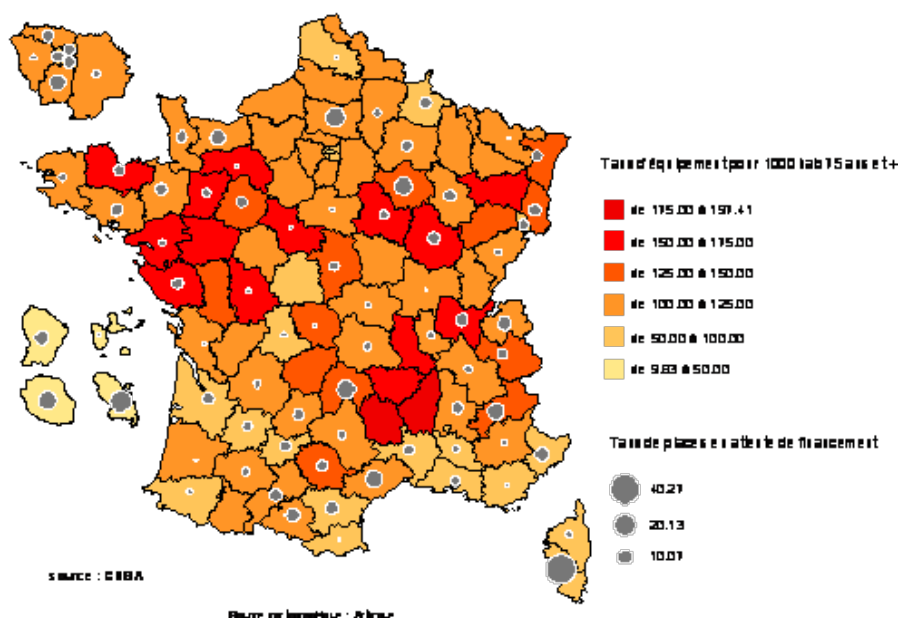 Taux d'équipement pour 1000 hab 75 ans et +
de 175.00 à 197.41
de 150.00 à 175.00
de 125.00 à 150.00
de 100.00 à 125.00
de 50.00 à 100.00
de 9.83 à 50.00
Taux de places en attente de financement
40.27
20.13
10.07
source :